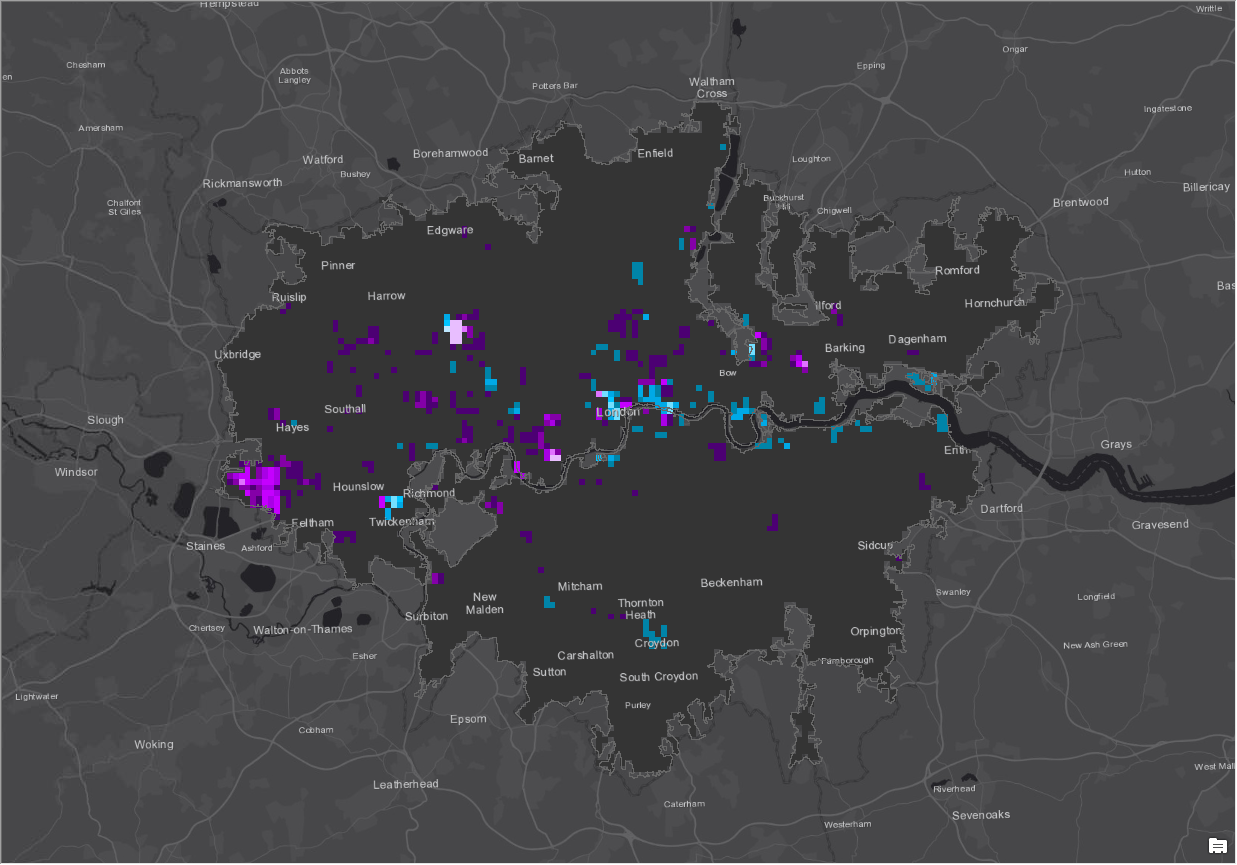 Hempstead
Writtle
Chesham
en
Abbots
Langley
Ongar
Epping
Potters Bar
Waltham
Cross
Ingatestone
Amersham
Watford
Bushey
Borehamwood
Barnet
Enfield
Loughton
Hutton
Billericay
Rickmansworth
Chalfont
St Giles
Buckhurst
Hill
Chigwell
Brentwood
Edgware
Pinner
Romford
Bas
Ruislip
Harrow
Ilford
Hornchurch
Uxbridge
Barking
Dagenham
Bow
Slough
Southall
London
Hayes
Windsor
Erith
Grays
Hounslow
Richmond
Feltham
Twickenham
Dartford
Gravesend
Staines
Ashford
Sidcup
Mitcham
Beckenham
Swanley
Longfield
New
Malden
Thornton
Heath
Surbiton
Chertsey
Walton-on-Thames
Croydon
Orpington
New Ash Green
Esher
Carshalton
Farnborough
Sutton
South Croydon
Lightwater
Purley
Epsom
Cobham
Woking
West Mall
Leatherhead
Riverhead
Caterham
Sevenoaks
Westerham